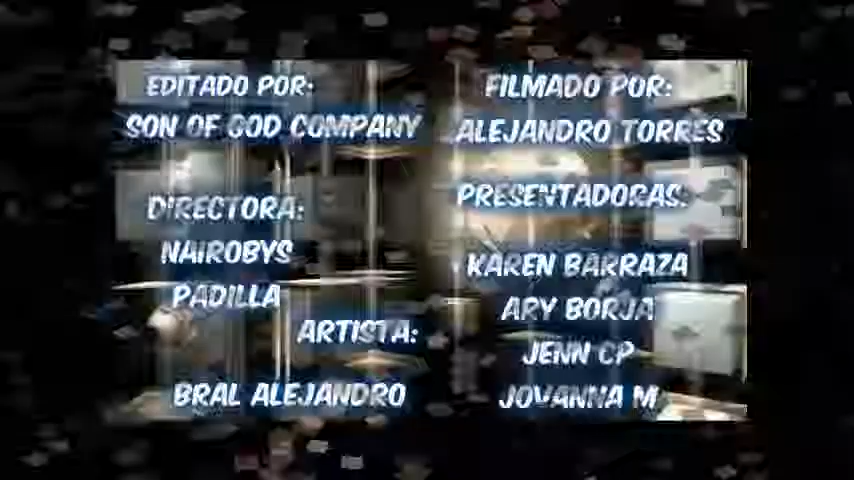 EDITADO POR:
SON OF GOD COMPANY
DIRECTORA:
NAIROBYS
PADILLA
ARTISTA:
BRAL ALEJANDRO
FILMADO POR:
ALEJANDRO TORRES
PRESENTADORAS:
KAREN BARRAZA
ARY BORJA
JENN CP
JOVANNA M